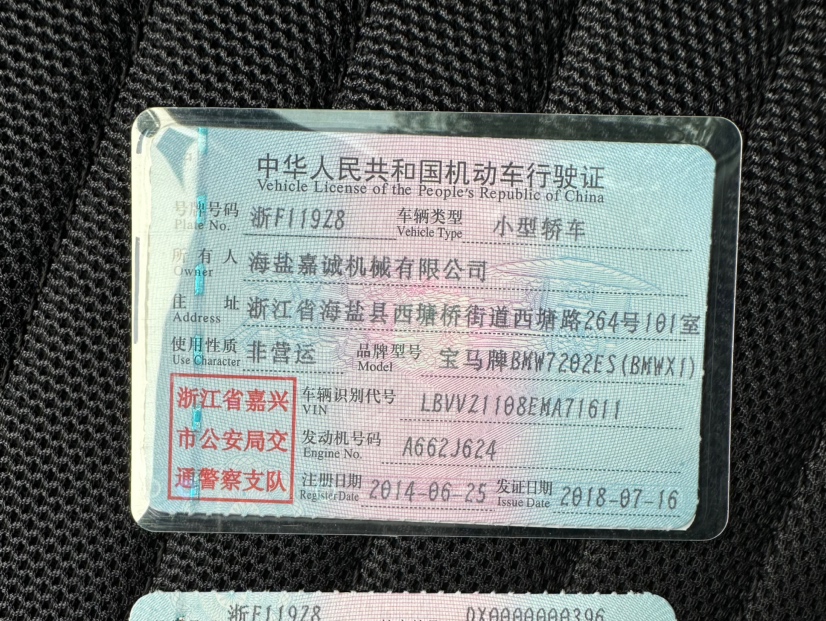 中华人民共和国机动车行驶证
Vehicle License of the People's Republic of China
号牌号码 浙F119Z8 车辆类型 小型轿车
Plate No. Vehicle Type
所有人 海盐嘉诚机械有限公司
Owner
住址 浙江省海盐县西塘桥街道西塘路264号101室
Address
使用性质 非营运 品牌型号 宝马牌BMW7202ES(BMWX1)
Use Character Model
浙江省嘉兴
市公安局交
通警察支队
车辆识别代号 LBVVZ1108EMA71611
VIN
发动机号码 A662J624
Engine No.
注册日期 2014-06-25 发证日期 2018-07-16
Register Date Issue Date
浙F119Z8 DX0000000396